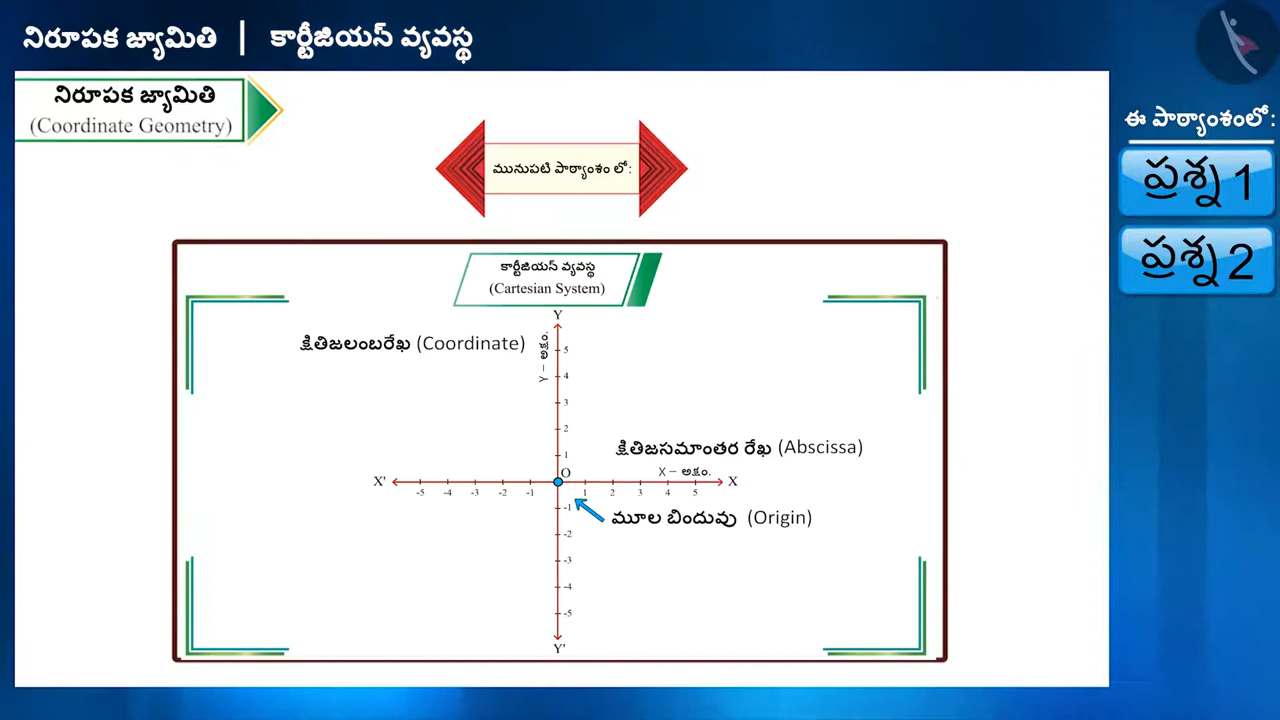 నిరూపక జ్యామితి | కార్టీజియన్ వ్యవస్థ
నిరూపక జ్యామితి
(Coordinate Geometry)
ఈ పాఠ్యాంశంలో:
ప్రశ్న 1
ప్రశ్న 2
మునుపటి పాఠ్యాంశం లో:
కార్టీజియన్ వ్యవస్థ
(Cartesian System)
Y
క్షితిజలంబరేఖ (Coordinate)
Y – అక్షం.
5
4
3
2
1
క్షితిజసమాంతర రేఖ (Abscissa)
X – అక్షం.
O
X' X
-5 -4 -3 -2 -1 1 2 3 4 5
మూల బిందువు (Origin)
-1
-2
-3
-4
-5
Y'